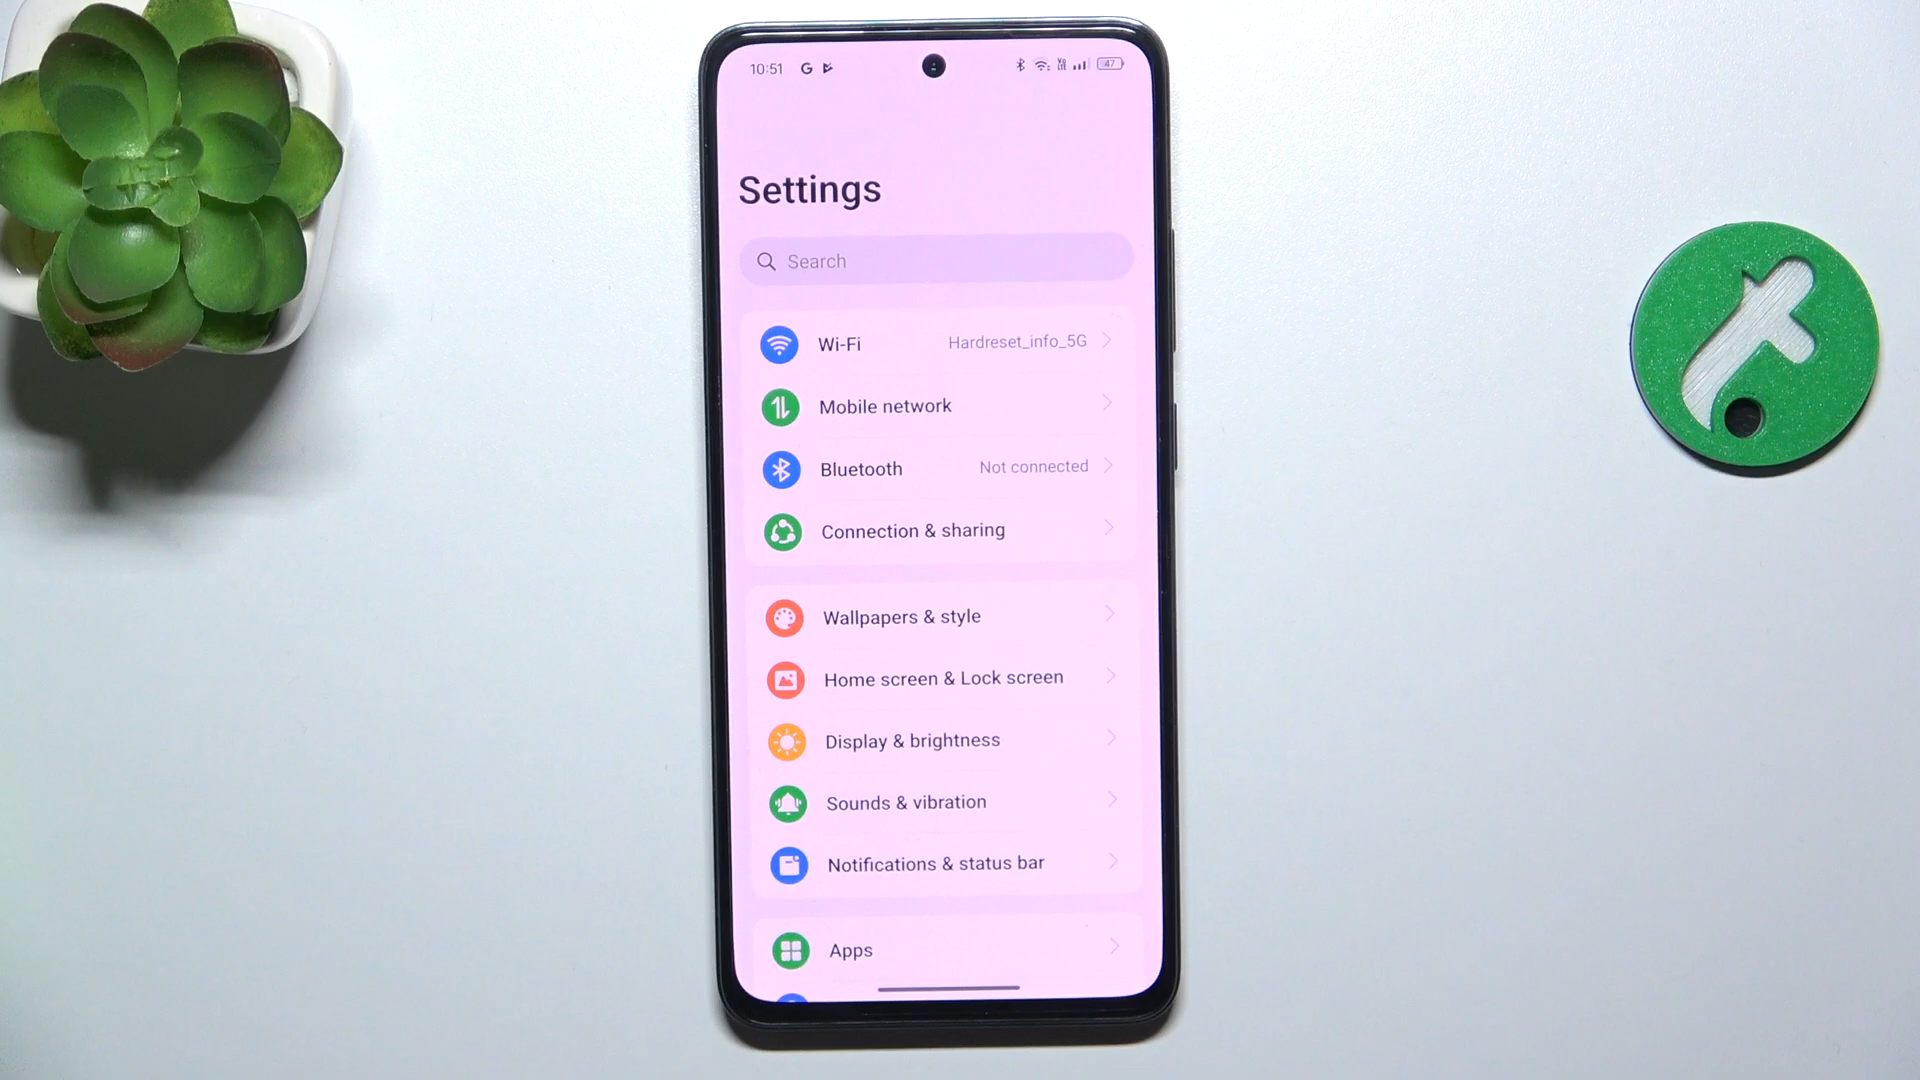 10:51 G 47
Settings
Search
Wi-Fi Hardreset_info_5G
Mobile network
Bluetooth Not connected
Connection & sharing
Wallpapers & style
Home screen & Lock screen
Display & brightness
Sounds & vibration
Notifications & status bar
Apps